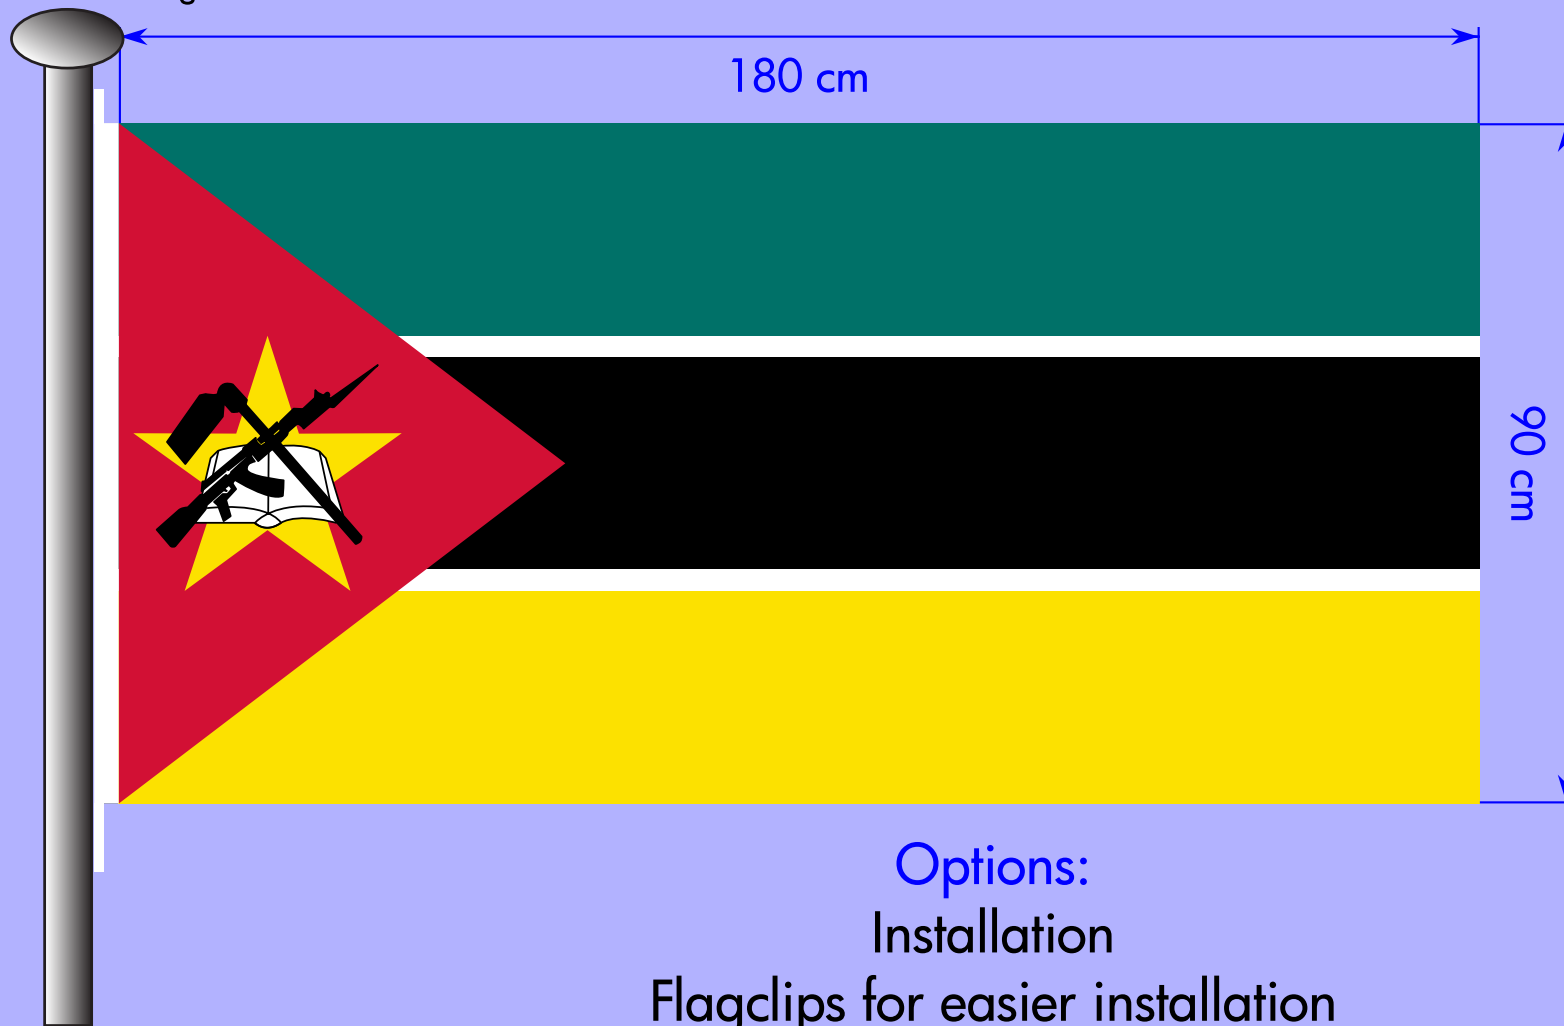 180 cm
90 cm
Options:
Installation
Flagclips for easier installation